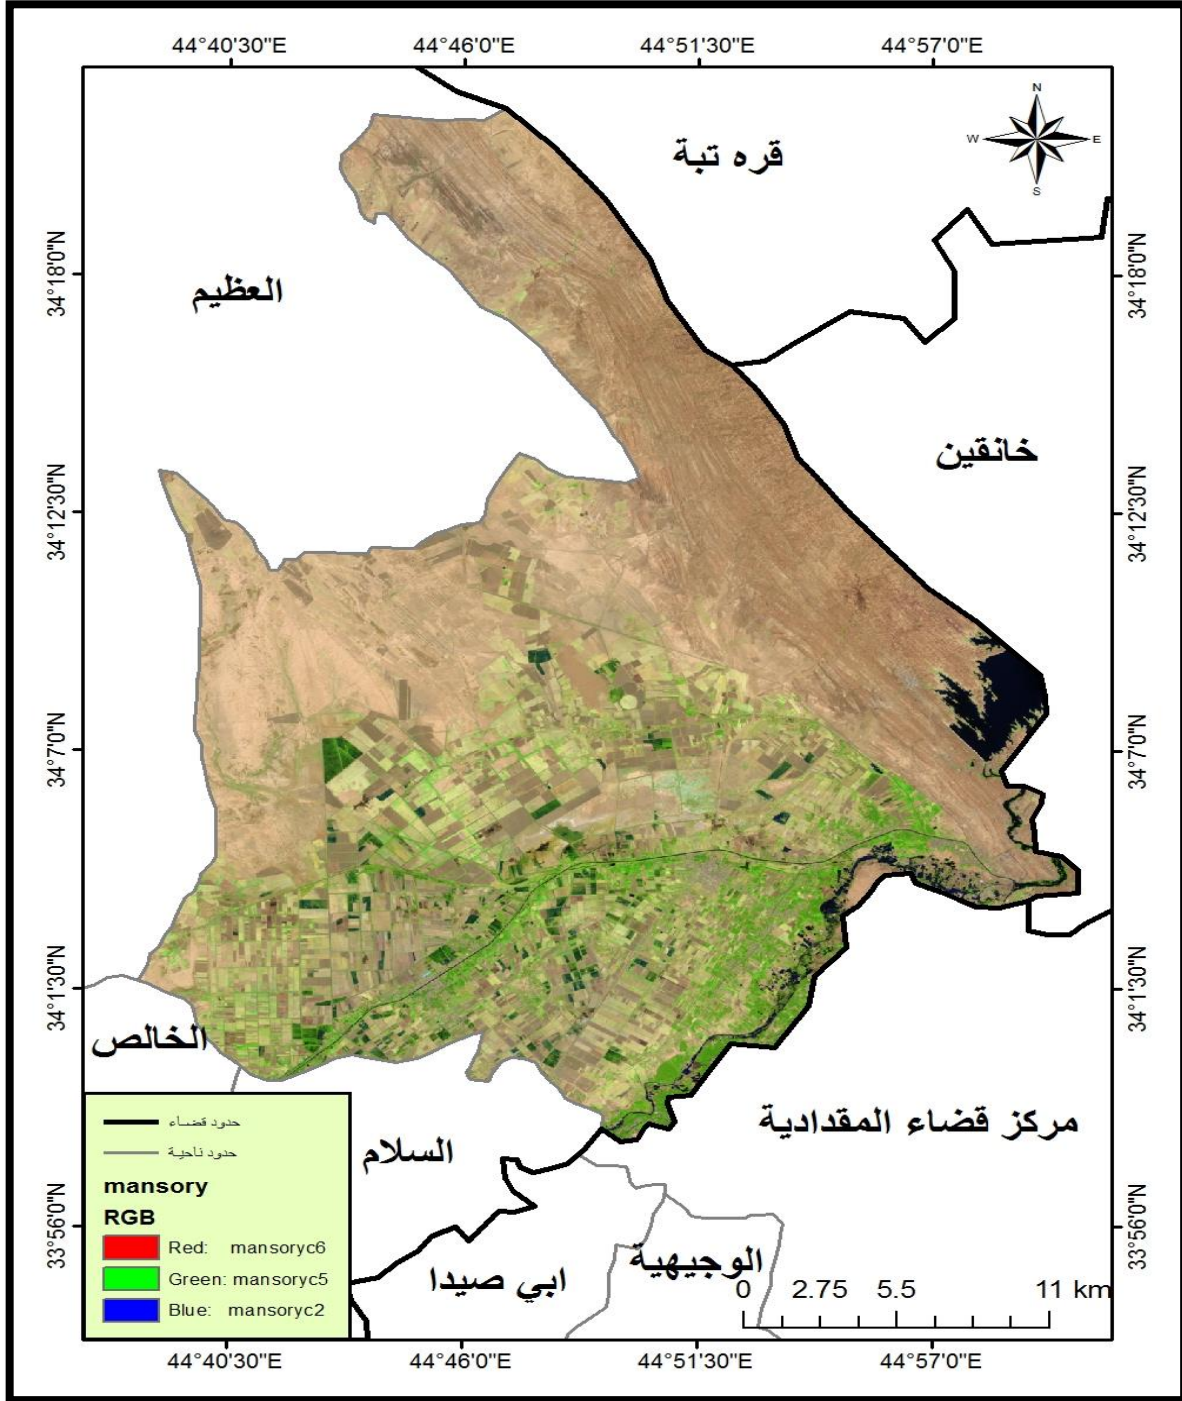 44°40'30"E 44°46'0"E 44°51'30"E 44°57'0"E
N
W E
S
قره تبة
34°18'0"N 34°18'0"N
العظيم
خانقين
34°12'30"N 34°12'30"N
34°7'0"N 34°7'0"N
34°1'30"N 34°1'30"N
الخالص
مركز قضاء المقدادية
السلام
حدود قضاء
حدود ناحية
mansory
RGB
Red: mansoryc6
Green: mansoryc5
Blue: mansoryc2
33°56'0"N 33°56'0"N
الوجيهية
ابي صيدا
0 2.75 5.5 11 km
44°40'30"E 44°46'0"E 44°51'30"E 44°57'0"E